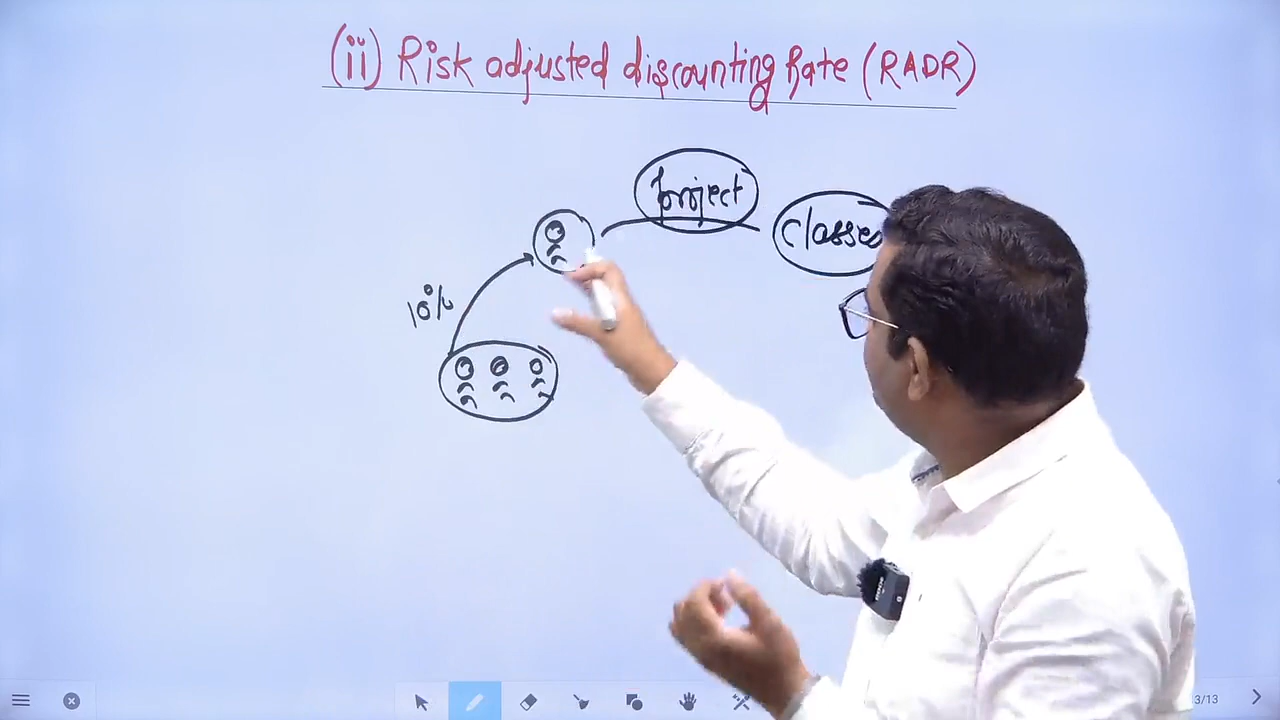 (ii) Risk adjusted discounting Rate (RADR)
project
classes
10%
3/13